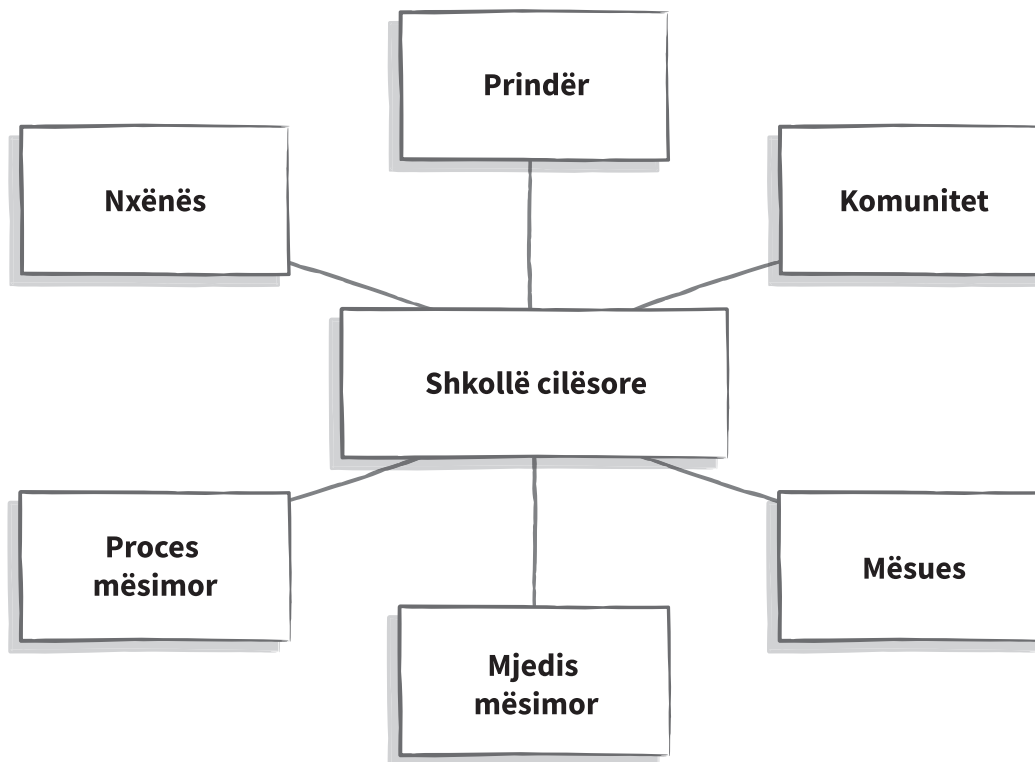 Prindër
Nxënës
Komunitet
Shkollë cilësore
Proces
mësimor
Mësues
Mjedis
mësimor